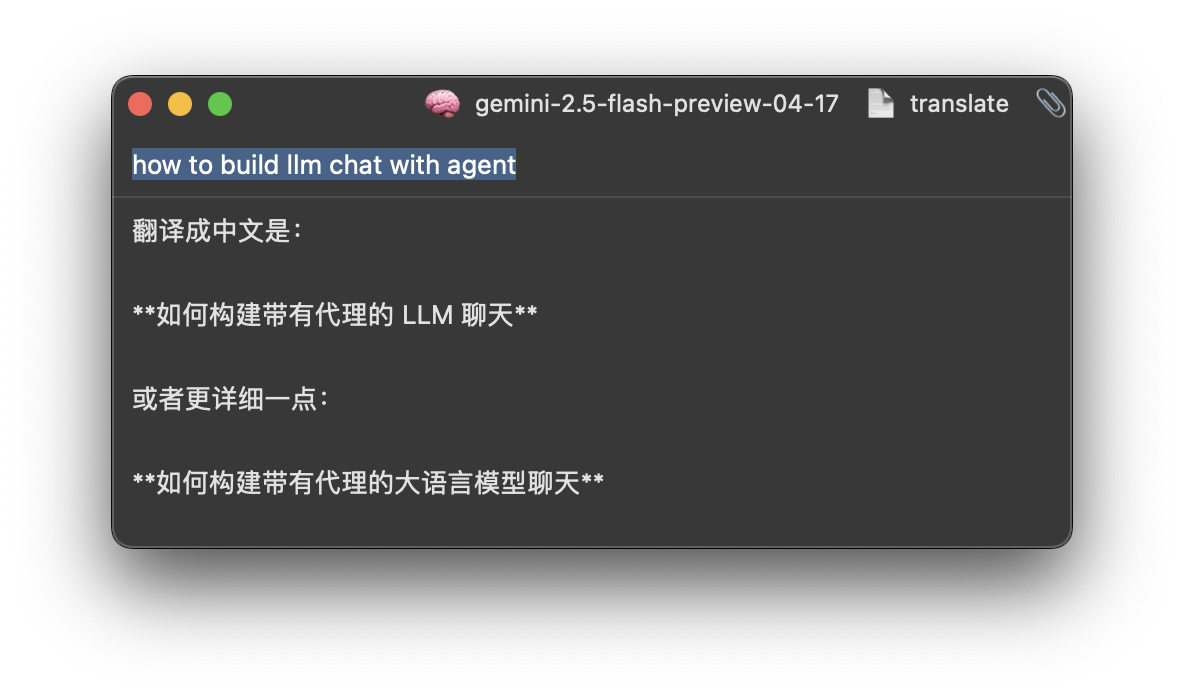 gemini-2.5-flash-preview-04-17 translate
how to build llm chat with agent
翻译成中文是：
**如何构建带有代理的 LLM 聊天**
或者更详细一点：
**如何构建带有代理的大语言模型聊天**